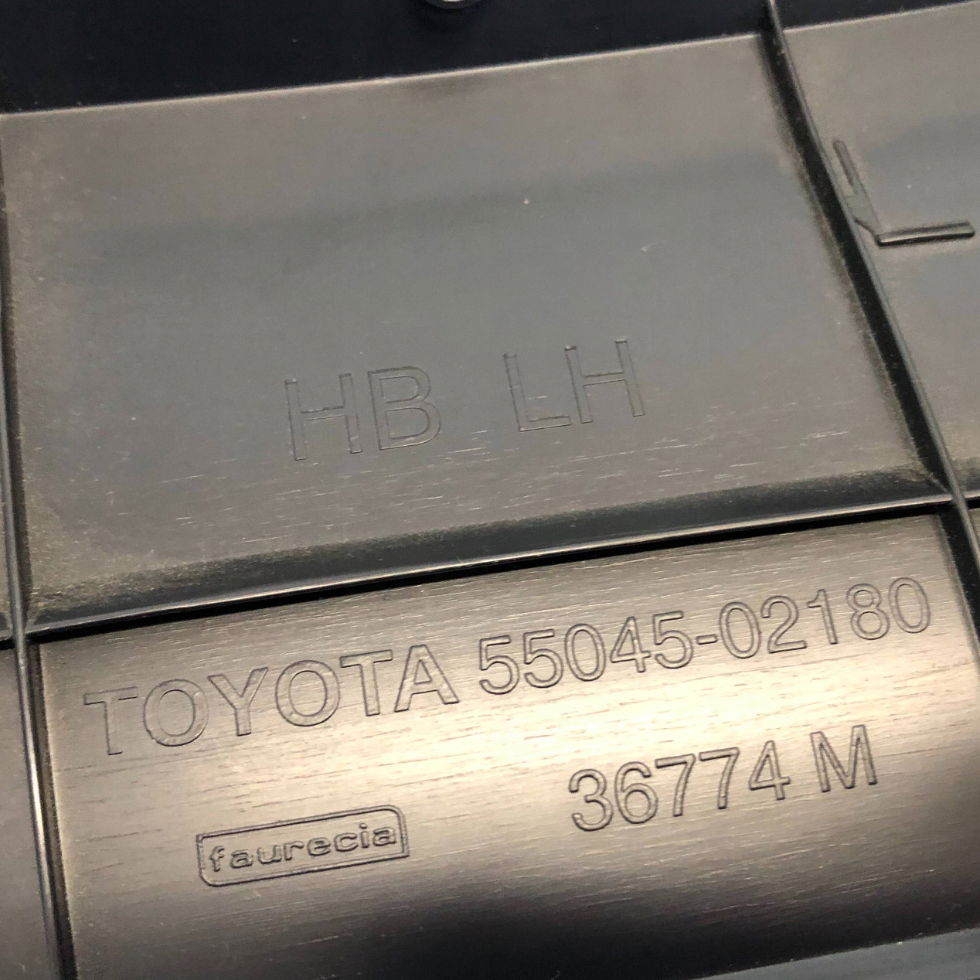 HB LH
TOYOTA 55045-02180
36774 M
faurecia